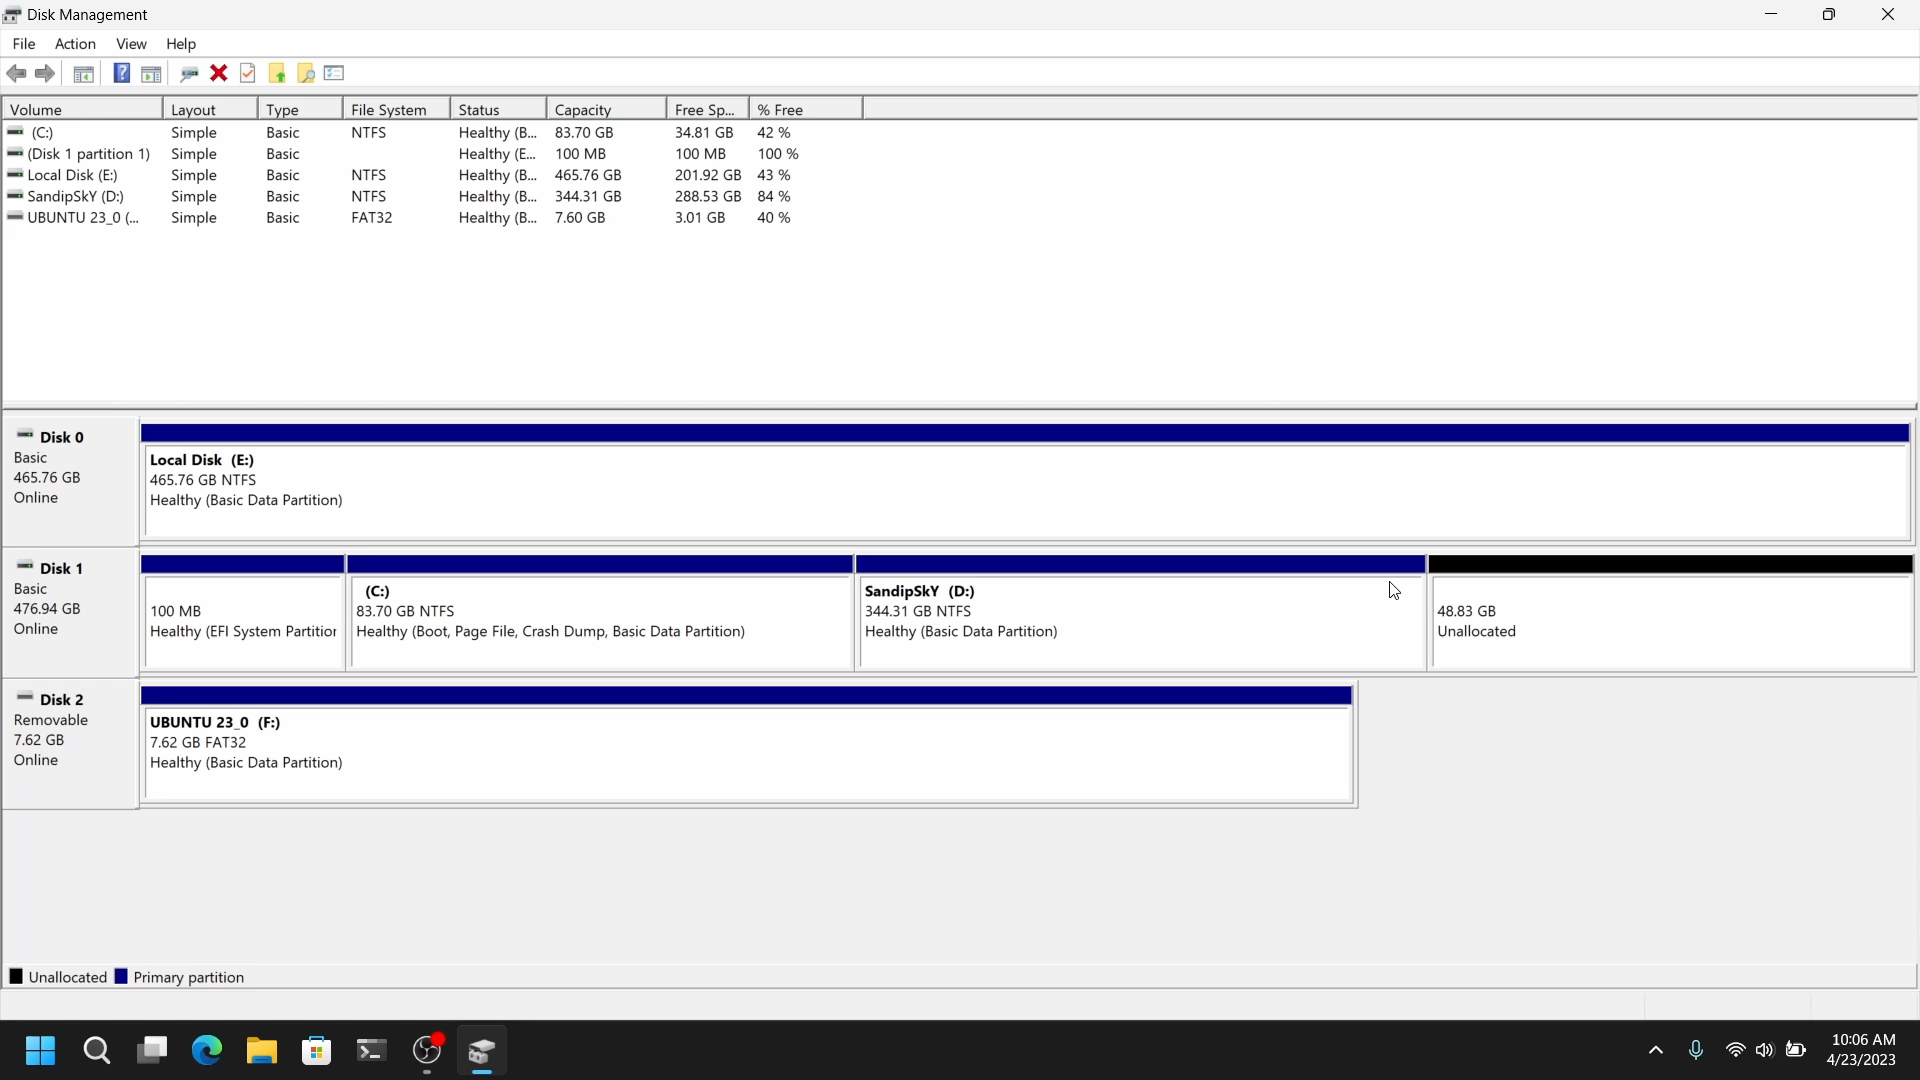 Disk Management
File Action View Help
Volume Layout Type File System Status Capacity Free Sp... % Free
(C:) Simple Basic NTFS Healthy (B... 83.70 GB 34.81 GB 42 %
(Disk 1 partition 1) Simple Basic Healthy (E... 100 MB 100 MB 100 %
Local Disk (E:) Simple Basic NTFS Healthy (B... 465.76 GB 201.92 GB 43 %
SandipSkY (D:) Simple Basic NTFS Healthy (B... 344.31 GB 288.53 GB 84 %
UBUNTU 23_0 (... Simple Basic FAT32 Healthy (B... 7.60 GB 3.01 GB 40 %
Disk 0
Basic
465.76 GB
Online
Local Disk (E:)
465.76 GB NTFS
Healthy (Basic Data Partition)
Disk 1
Basic
476.94 GB
Online
100 MB
Healthy (EFI System Partition
(C:)
83.70 GB NTFS
Healthy (Boot, Page File, Crash Dump, Basic Data Partition)
SandipSkY (D:)
344.31 GB NTFS
Healthy (Basic Data Partition)
48.83 GB
Unallocated
Disk 2
Removable
7.62 GB
Online
UBUNTU 23_0 (F:)
7.62 GB FAT32
Healthy (Basic Data Partition)
Unallocated Primary partition
10:06 AM
4/23/2023